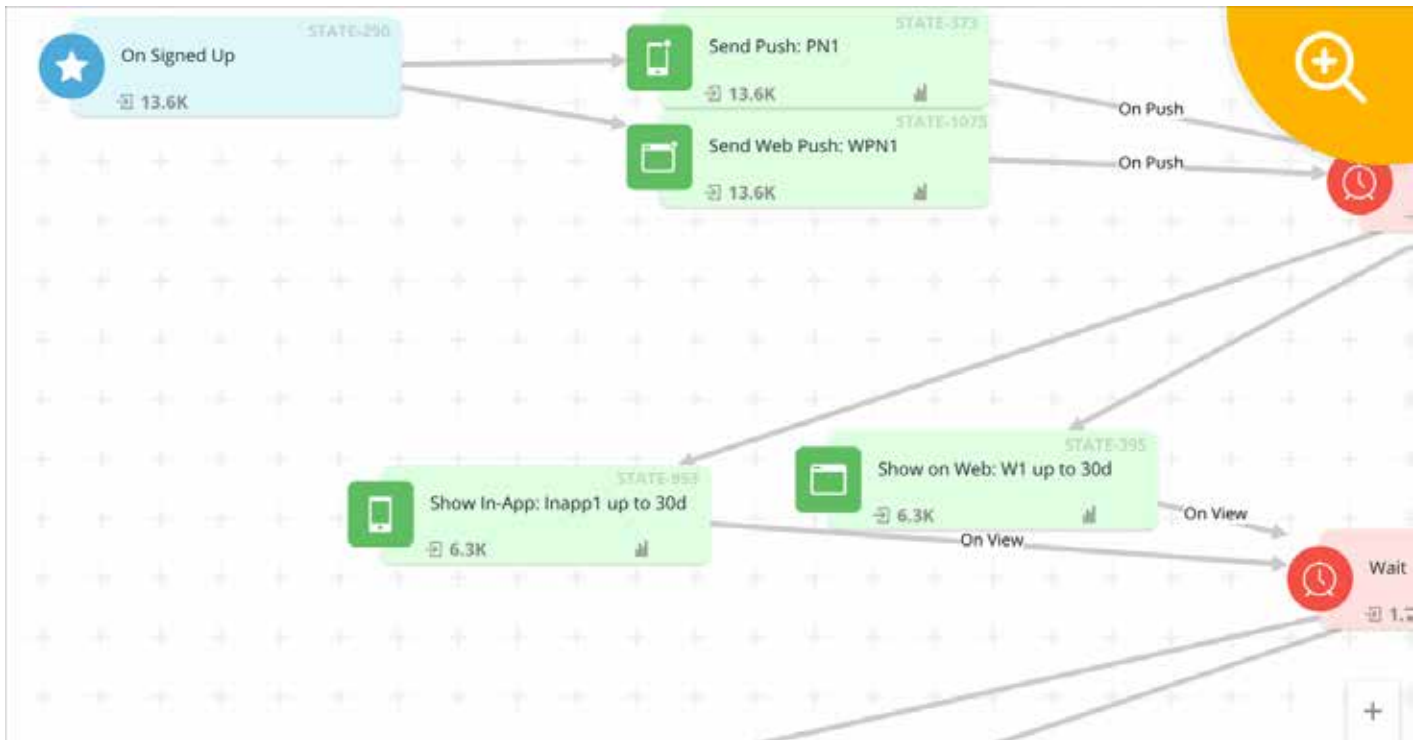 STATE-290
On Signed Up
13.6K
STATE-373
Send Push: PN1
13.6K
On Push
STATE-1075
Send Web Push: WPN1
13.6K
On Push
STATE-395
Show on Web: W1 up to 30d
6.3K
On View
Show In-App: Inapp1 up to 30d
6.3K
On View
Wait